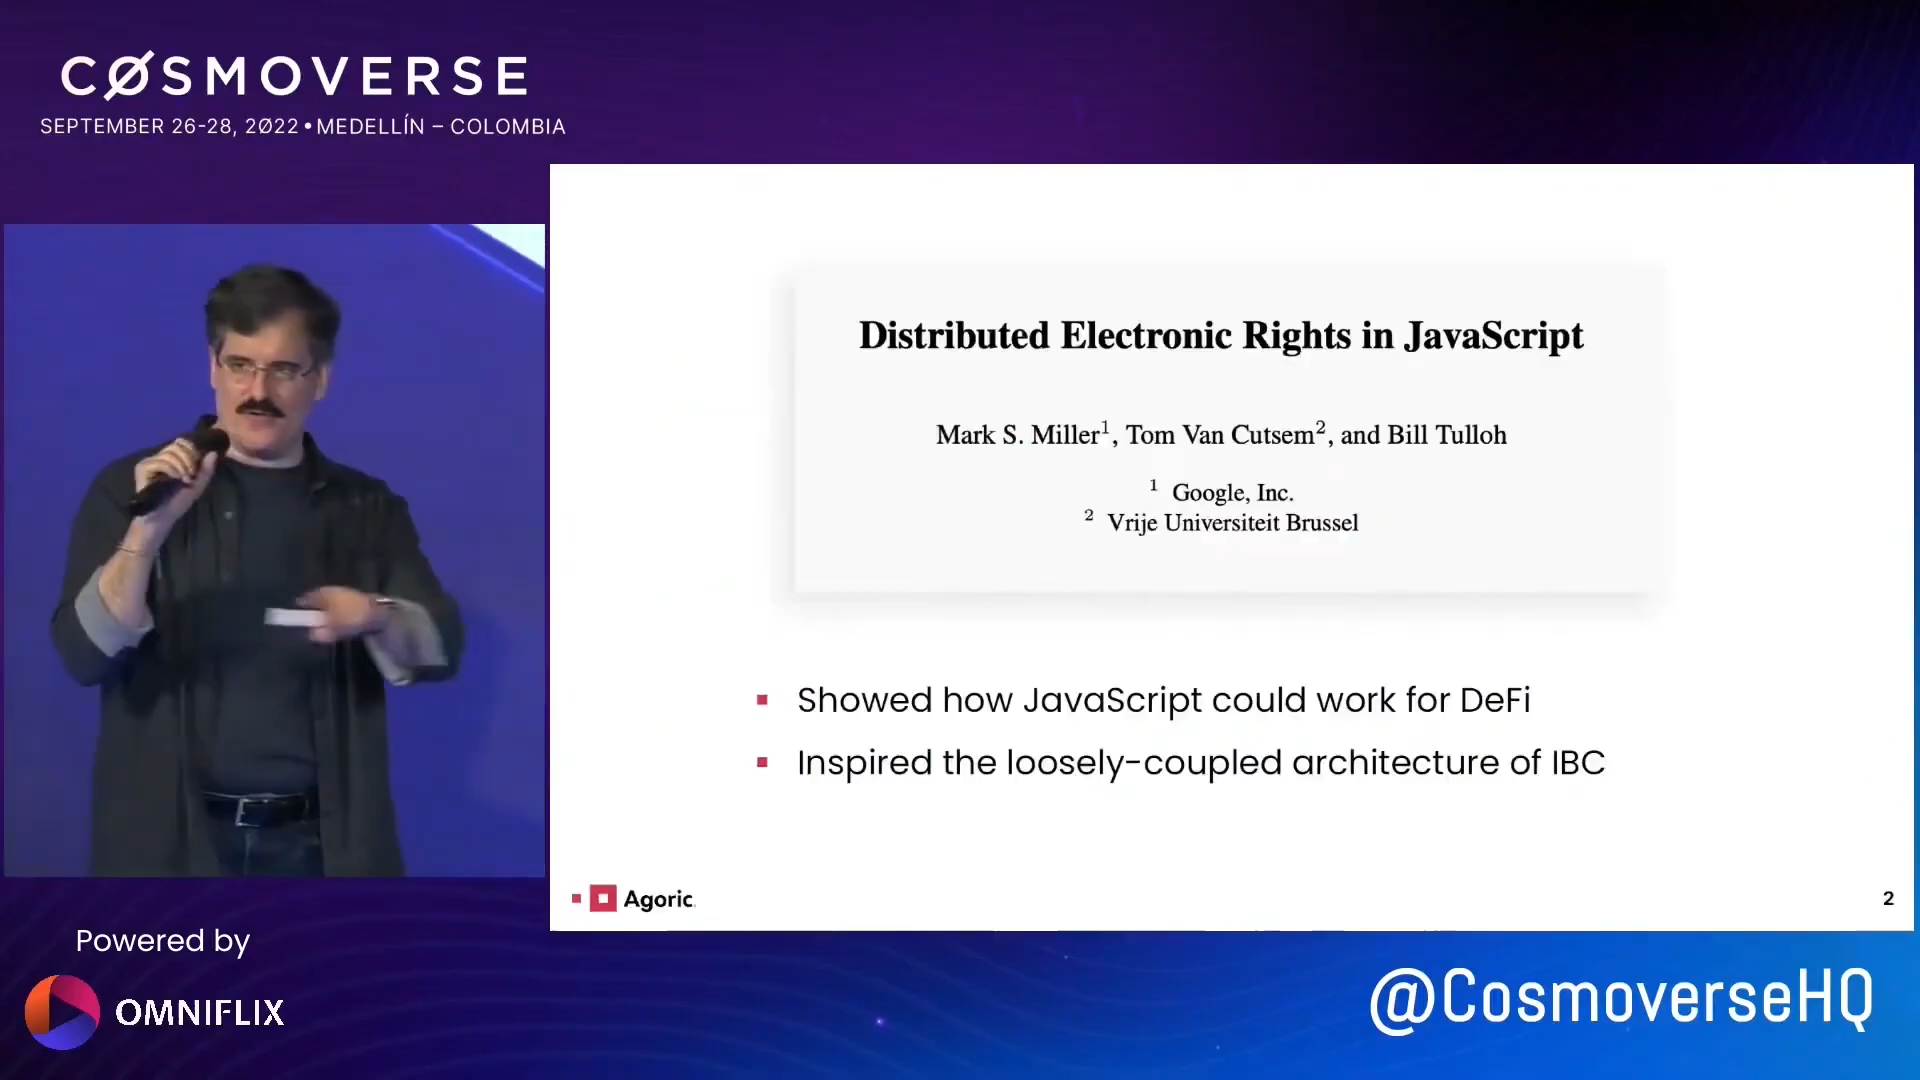 CØSMOVERSE
SEPTEMBER 26-28, 2Ø22 • MEDELLÍN – COLOMBIA
Distributed Electronic Rights in JavaScript
Mark S. Miller¹, Tom Van Cutsem², and Bill Tulloh
¹ Google, Inc.
² Vrije Universiteit Brussel
▪ Showed how JavaScript could work for DeFi
▪ Inspired the loosely-coupled architecture of IBC
Agoric
2
Powered by
OMNIFLIX
@CosmoverseHQ